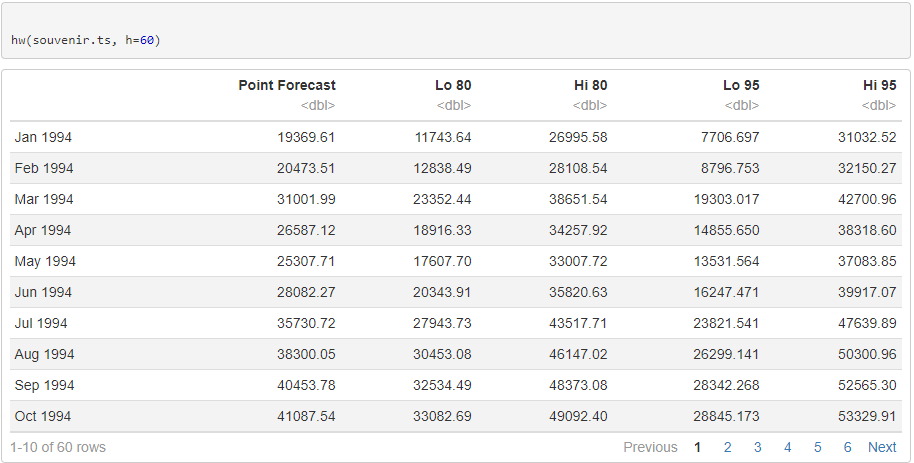 hw(souvenir.ts, h=60)
Point Forecast Lo 80 Hi 80 Lo 95 Hi 95
<dbl> <dbl> <dbl> <dbl> <dbl>
Jan 1994 19369.61 11743.64 26995.58 7706.697 31032.52
Feb 1994 20473.51 12838.49 28108.54 8796.753 32150.27
Mar 1994 31001.99 23352.44 38651.54 19303.017 42700.96
Apr 1994 26587.12 18916.33 34257.92 14855.650 38318.60
May 1994 25307.71 17607.70 33007.72 13531.564 37083.85
Jun 1994 28082.27 20343.91 35820.63 16247.471 39917.07
Jul 1994 35730.72 27943.73 43517.71 23821.541 47639.89
Aug 1994 38300.05 30453.08 46147.02 26299.141 50300.96
Sep 1994 40453.78 32534.49 48373.08 28342.268 52565.30
Oct 1994 41087.54 33082.69 49092.40 28845.173 53329.91
1-10 of 60 rows Previous 1 2 3 4 5 6 Next